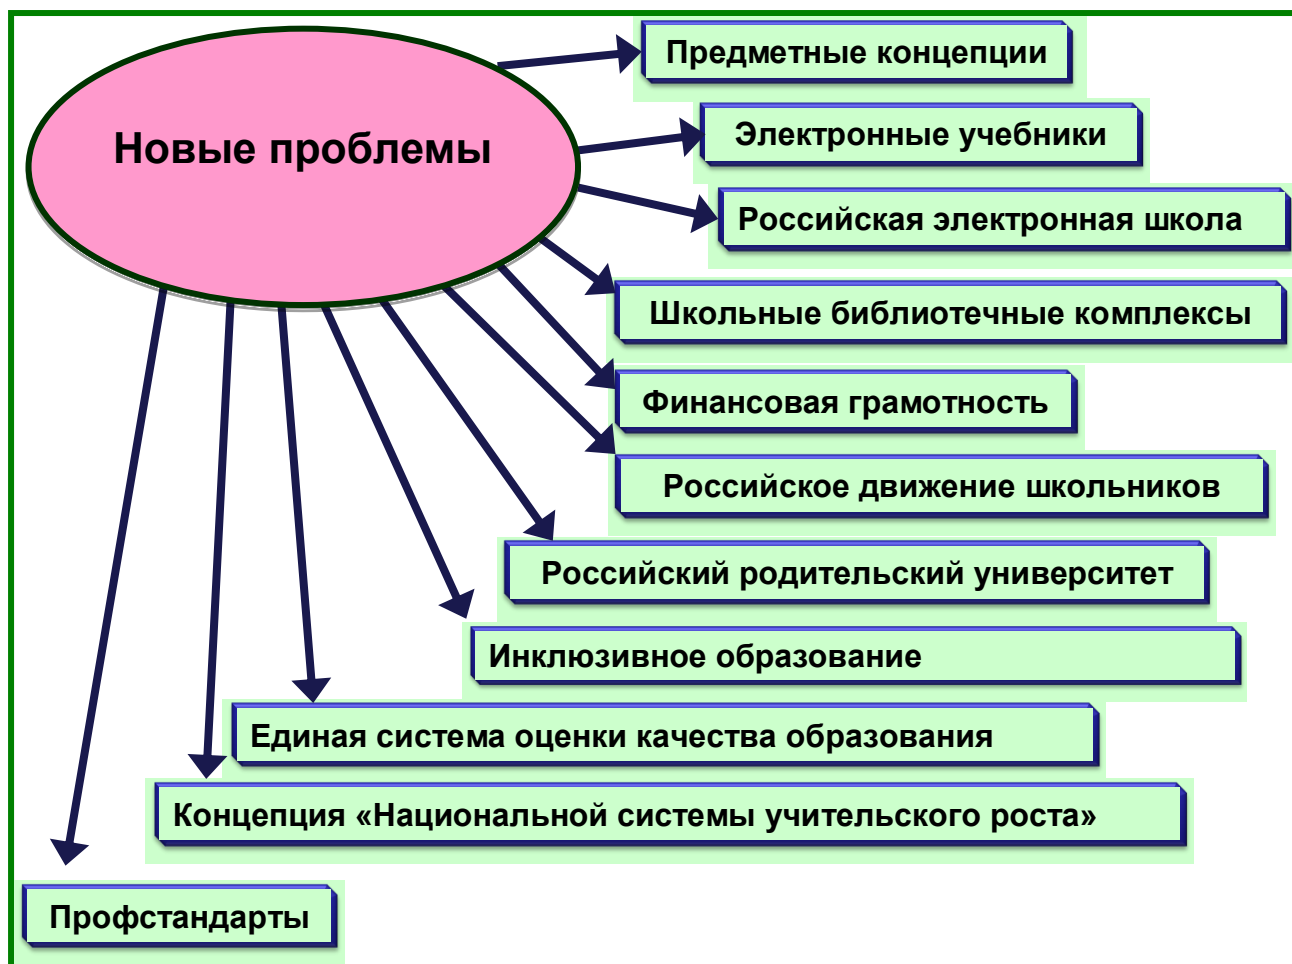 Новые проблемы
Предметные концепции
Электронные учебники
Российская электронная школа
Школьные библиотечные комплексы
Финансовая грамотность
Российское движение школьников
Российский родительский университет
Инклюзивное образование
Единая система оценки качества образования
Концепция «Национальной системы учительского роста»
Профстандарты